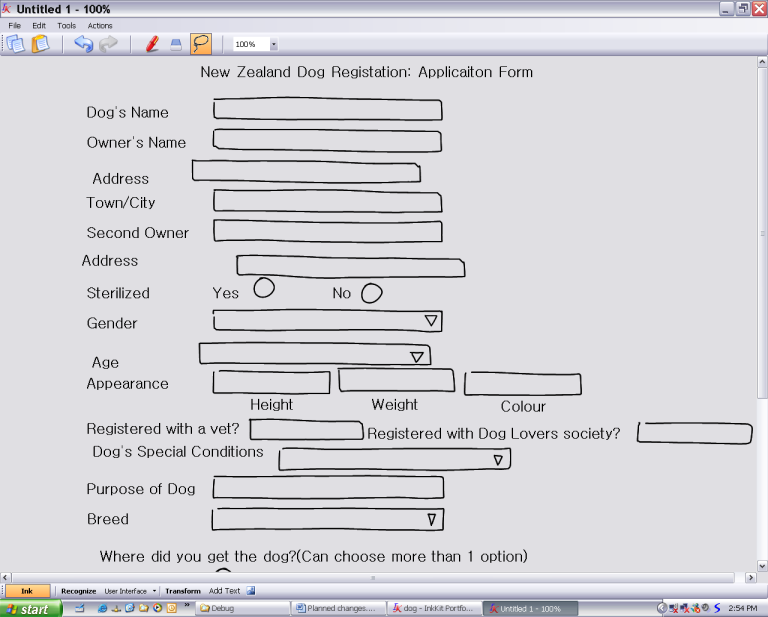 Untitled 1 - 100%
File Edit Tools Actions
100%
New Zealand Dog Registation: Applicaiton Form
Dog's Name
Owner's Name
Address
Town/City
Second Owner
Address
Sterilized Yes No
Gender
Age
Appearance
Height Weight Colour
Registered with a vet? Registered with Dog Lovers society?
Dog's Special Conditions
Purpose of Dog
Breed
Where did you get the dog?(Can choose more than 1 option)
Ink Recognize User Interface Transform Add Text
start Debug Planned changes.... dog - InkKit Portfo... Untitled 1 - 100% 2:54 PM